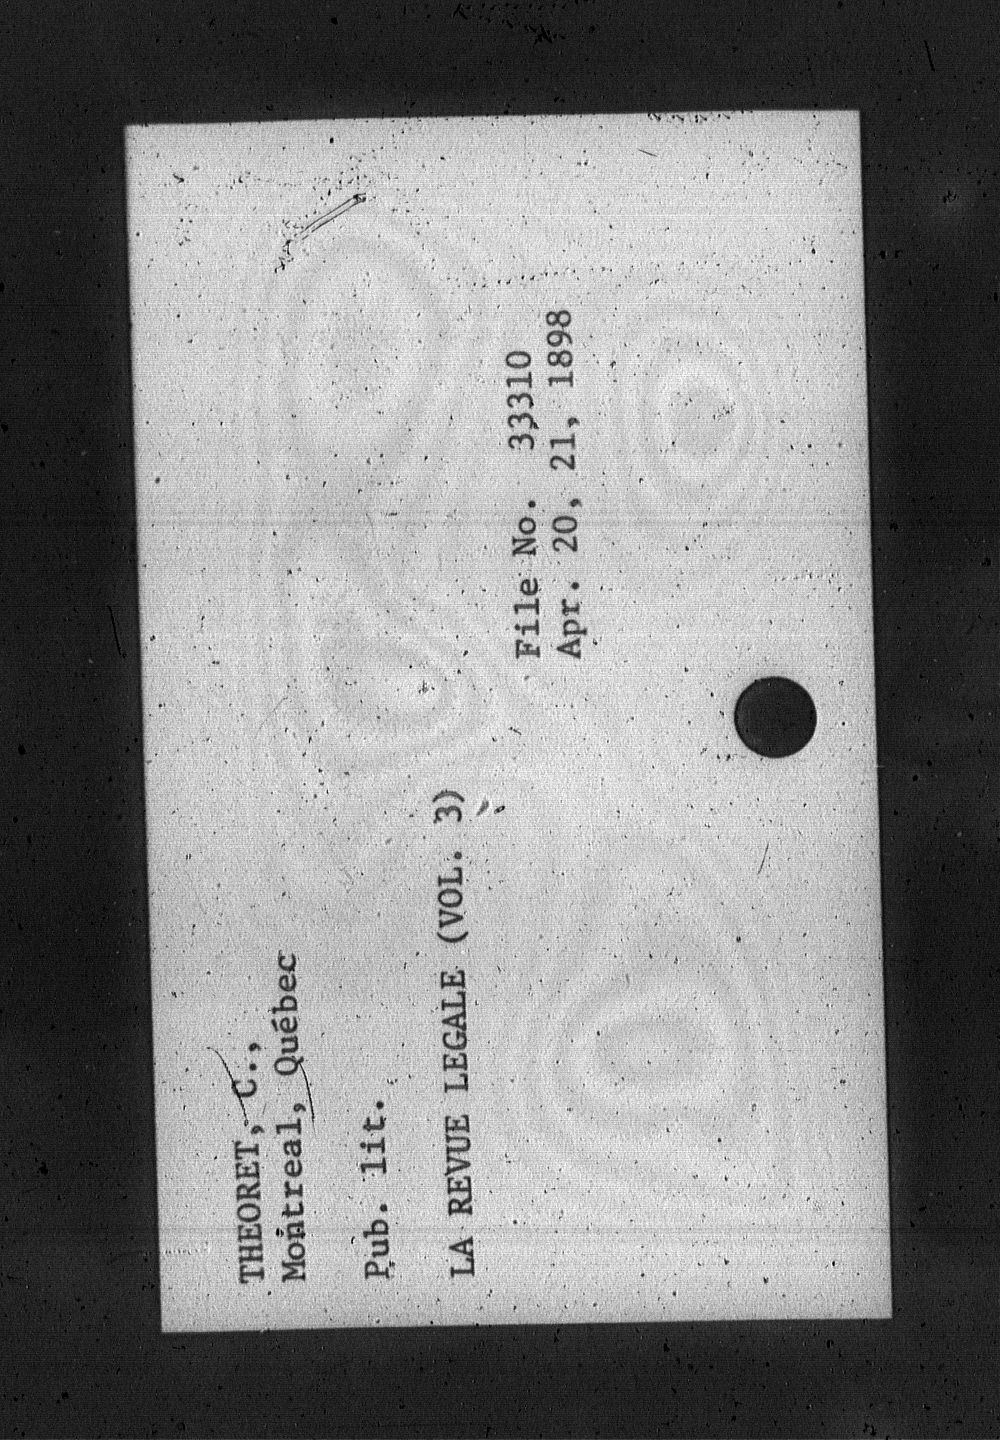 THEORET, C.,
Montreal, Québec
Pub. lit.
LA REVUE LEGALE (VOL. 3)
File No. 33310
Apr. 20, 21, 1898